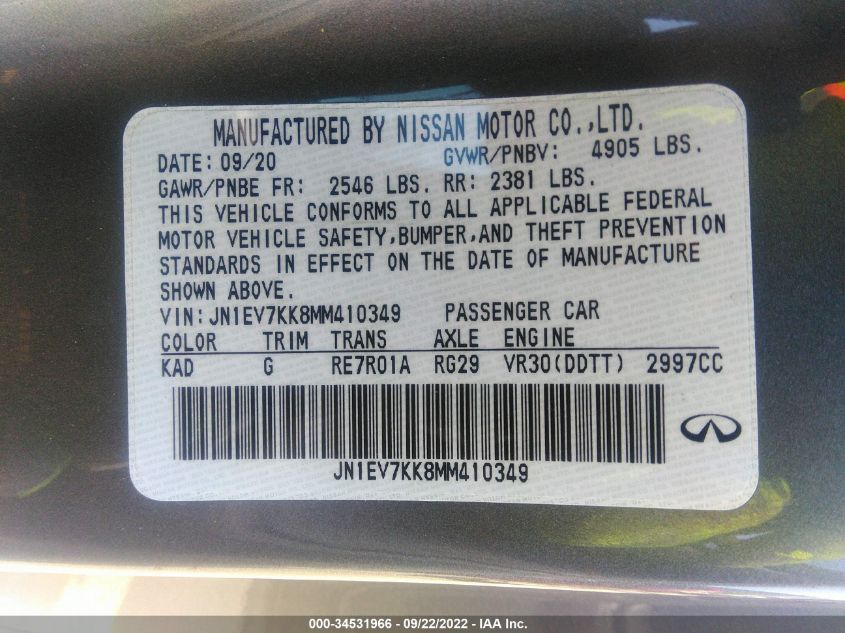 MANUFACTURED BY NISSAN MOTOR CO.,LTD.
DATE: 09/20 GVWR/PNBV: 4905 LBS.
GAWR/PNBE FR: 2546 LBS. RR: 2381 LBS.
THIS VEHICLE CONFORMS TO ALL APPLICABLE FEDERAL
MOTOR VEHICLE SAFETY,BUMPER,AND THEFT PREVENTION
STANDARDS IN EFFECT ON THE DATE OF MANUFACTURE
SHOWN ABOVE.
VIN:JN1EV7KK8MM410349 PASSENGER CAR
COLOR TRIM TRANS AXLE ENGINE
KAD G RE7R01A RG29 VR30(DDTT) 2997CC
JN1EV7KK8MM410349
000-34531966 - 09/22/2022 - IAA Inc.